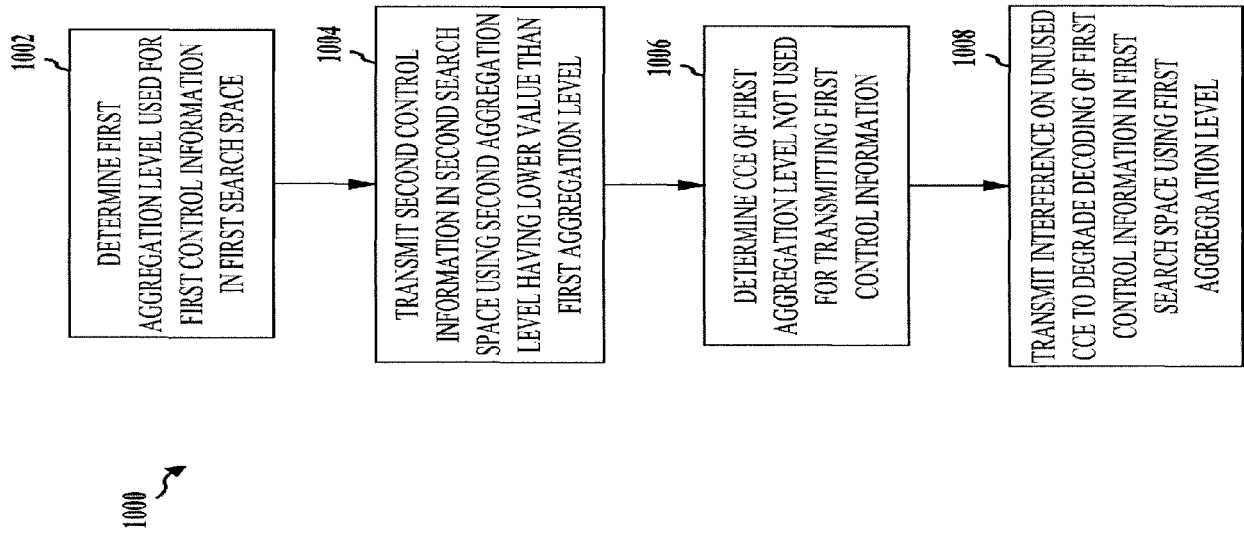 1000
1002
DETERMINE FIRST
AGGREGATION LEVEL USED FOR
FIRST CONTROL INFORMATION
IN FIRST SEARCH SPACE
1004
TRANSMIT SECOND CONTROL
INFORMATION IN SECOND SEARCH
SPACE USING SECOND AGGREGATION
LEVEL HAVING LOWER VALUE THAN
FIRST AGGREGATION LEVEL
1006
DETERMINE CCE OF FIRST
AGGREGATION LEVEL NOT USED
FOR TRANSMITTING FIRST
CONTROL INFORMATION
1008
TRANSMIT INTERFERENCE ON UNUSED
CCE TO DEGRADE DECODING OF FIRST
CONTROL INFORMATION IN FIRST
SEARCH SPACE USING FIRST
AGGREGRATION LEVEL